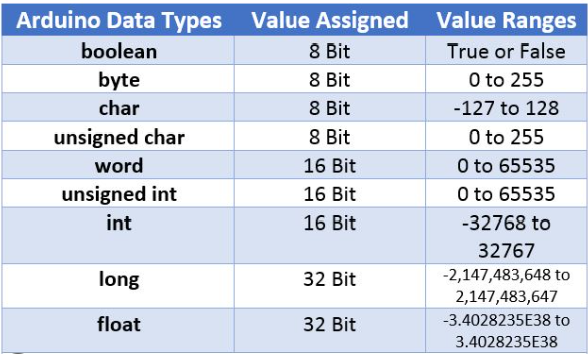 Arduino Data Types Value Assigned Value Ranges
boolean 8 Bit True or False
byte 8 Bit 0 to 255
char 8 Bit -127 to 128
unsigned char 8 Bit 0 to 255
word 16 Bit 0 to 65535
unsigned int 16 Bit 0 to 65535
int 16 Bit -32768 to
32767
long 32 Bit -2,147,483,648 to
2,147,483,647
float 32 Bit -3.4028235E38 to
3.4028235E38